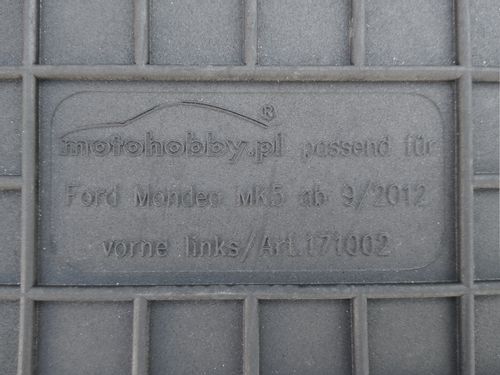 motohobby.pl ® passend für
Ford Mondeo MK5 ab 9/2012
vorne links/Art.171002